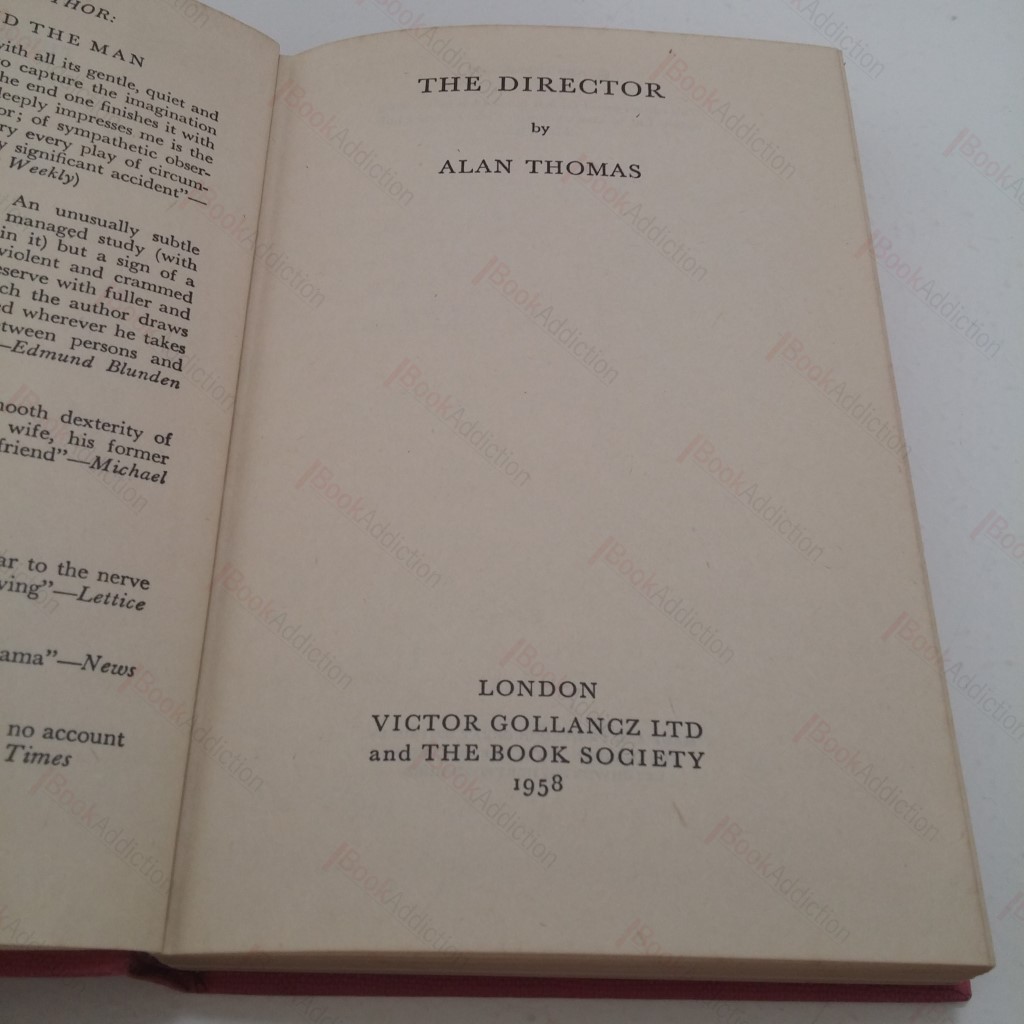 THOR:
D THE MAN
with all its gentle, quiet and
o capture the imagination
he end one finishes it with
deeply impresses me is the
or; of sympathetic obser-
ry every play of circum-
y significant accident"—
Weekly)
An unusually subtle
managed study (with
in it) but a sign of a
violent and crammed
eserve with fuller and
ch the author draws
ed wherever he takes
tween persons and
—Edmund Blunden
mooth dexterity of
wife, his former
friend"—Michael
ar to the nerve
ving"—Lettice
ama"—News
no account
Times
THE DIRECTOR
by
ALAN THOMAS
LONDON
VICTOR GOLLANCZ LTD
and THE BOOK SOCIETY
1958
BookAddiction